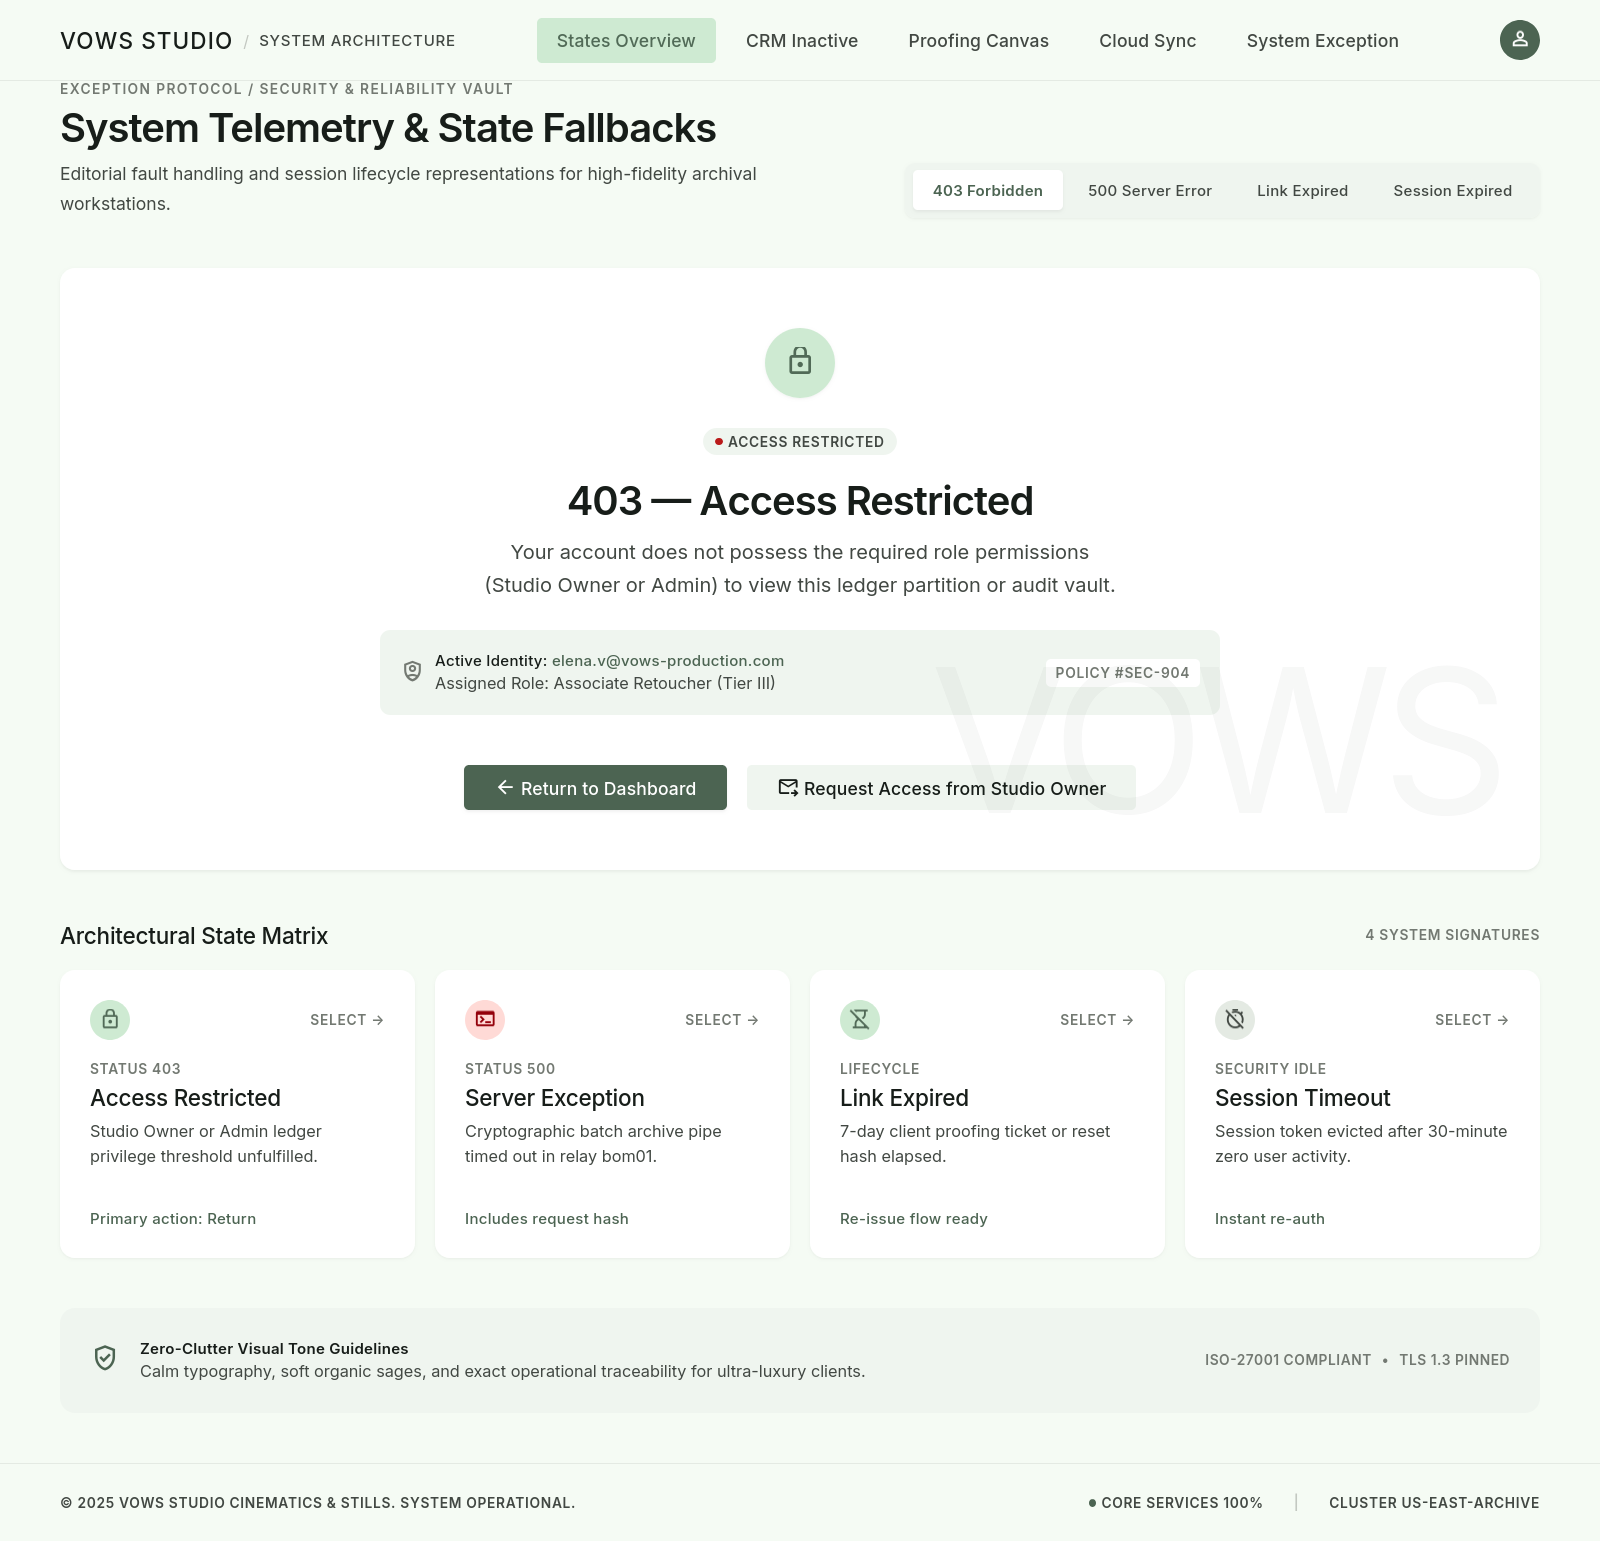 VOWS STUDIO / SYSTEM ARCHITECTURE
States Overview
CRM Inactive
Proofing Canvas
Cloud Sync
System Exception
EXCEPTION PROTOCOL / SECURITY & RELIABILITY VAULT
System Telemetry & State Fallbacks
Editorial fault handling and session lifecycle representations for high-fidelity archival
workstations.
403 Forbidden
500 Server Error
Link Expired
Session Expired
ACCESS RESTRICTED
403 — Access Restricted
Your account does not possess the required role permissions
(Studio Owner or Admin) to view this ledger partition or audit vault.
Active Identity: elena.v@vows-production.com
Assigned Role: Associate Retoucher (Tier III)
POLICY #SEC-904
VOWS
← Return to Dashboard
Request Access from Studio Owner
Architectural State Matrix
4 SYSTEM SIGNATURES
SELECT →
STATUS 403
Access Restricted
Studio Owner or Admin ledger
privilege threshold unfulfilled.
Primary action: Return
SELECT →
STATUS 500
Server Exception
Cryptographic batch archive pipe
timed out in relay bom01.
Includes request hash
SELECT →
LIFECYCLE
Link Expired
7-day client proofing ticket or reset
hash elapsed.
Re-issue flow ready
SELECT →
SECURITY IDLE
Session Timeout
Session token evicted after 30-minute
zero user activity.
Instant re-auth
Zero-Clutter Visual Tone Guidelines
Calm typography, soft organic sages, and exact operational traceability for ultra-luxury clients.
ISO-27001 COMPLIANT • TLS 1.3 PINNED
© 2025 VOWS STUDIO CINEMATICS & STILLS. SYSTEM OPERATIONAL.
CORE SERVICES 100% | CLUSTER US-EAST-ARCHIVE